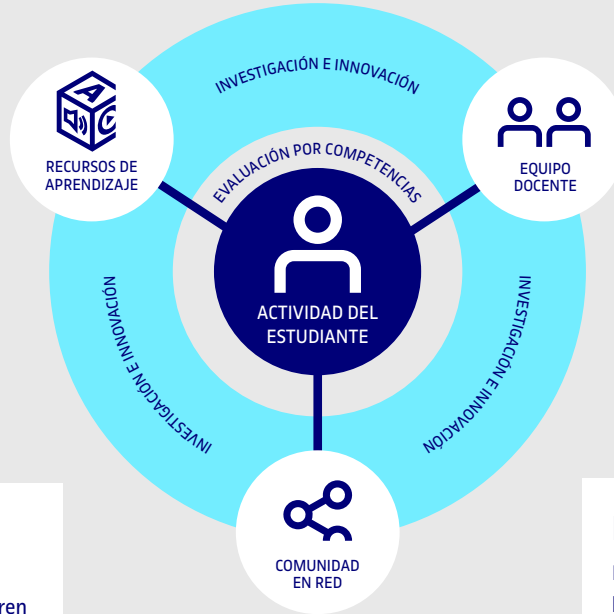 INVESTIGACIÓN E INNOVACIÓN
RECURSOS DE
APRENDIZAJE
EQUIPO
DOCENTE
EVALUACIÓN POR COMPETENCIAS
ACTIVIDAD DEL
ESTUDIANTE
INVESTIGACIÓN E INNOVACIÓN
INVESTIGACIÓN E INNOVACIÓN
COMUNIDAD
EN RED